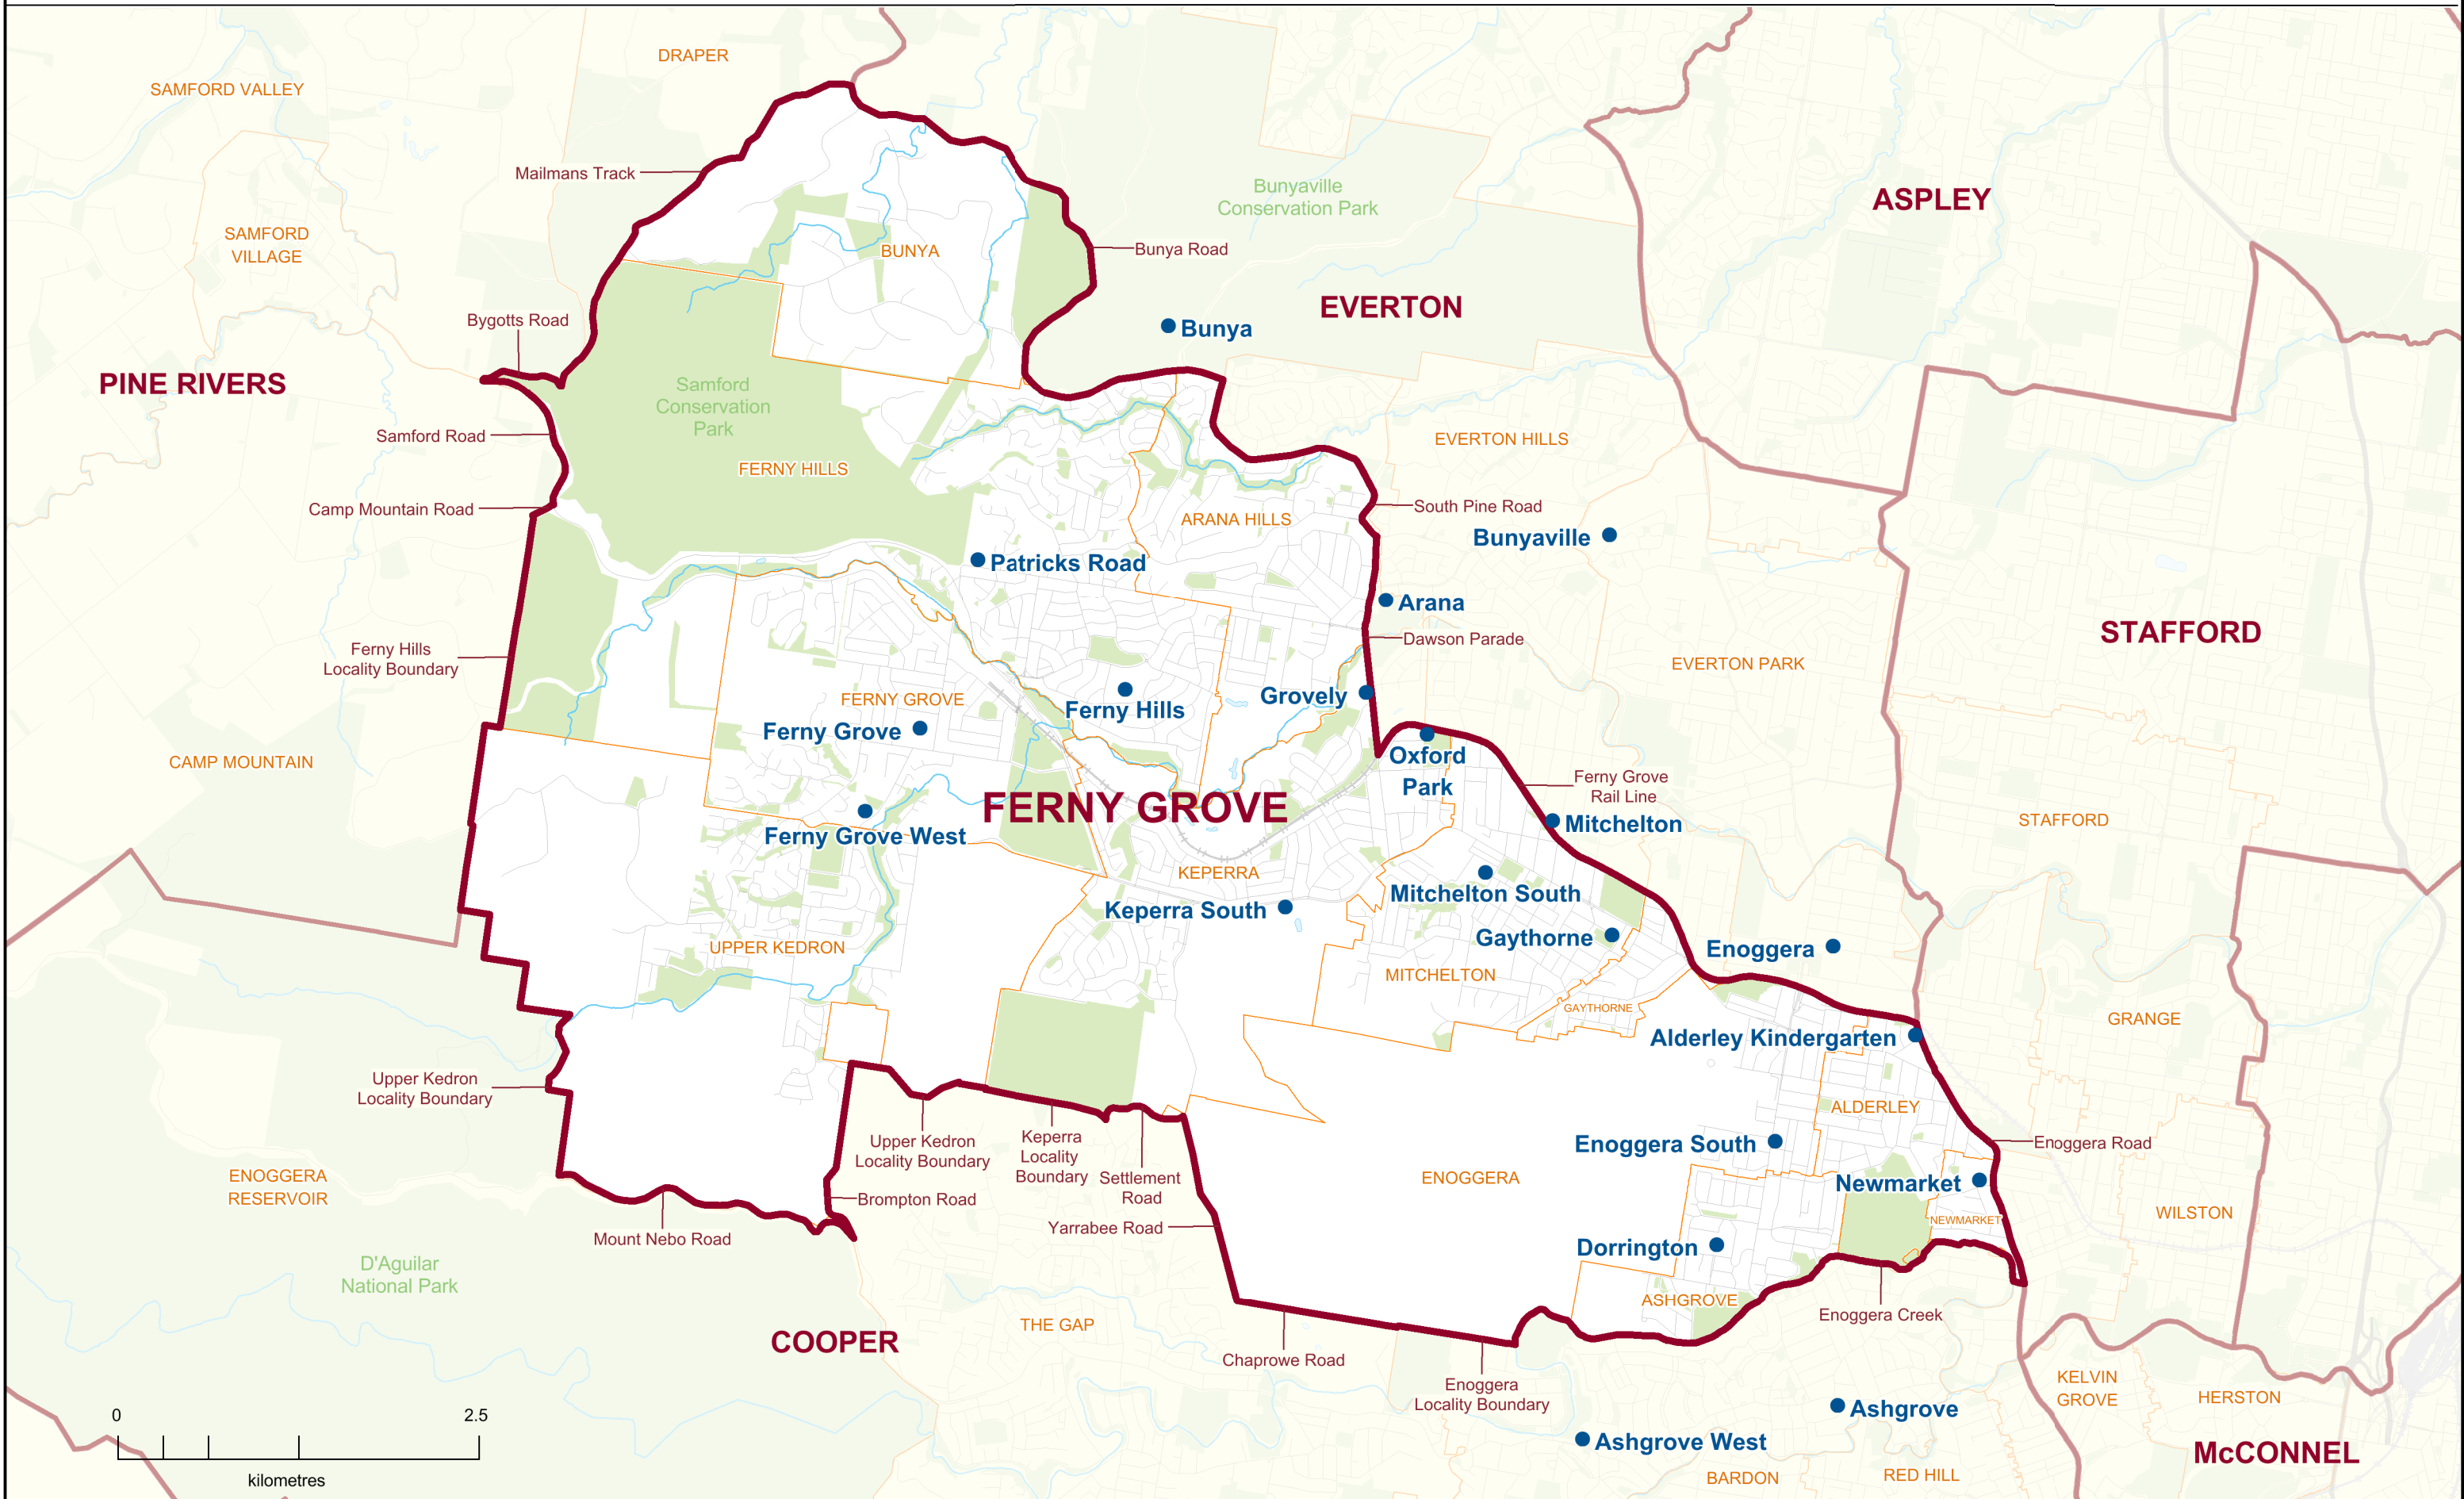 DRAPER
SAMFORD VALLEY
Mailmans Track
Bunyaville
Conservation Park
ASPLEY
SAMFORD
VILLAGE
BUNYA
Bunya Road
EVERTON
Bygotts Road
Bunya
PINE RIVERS
Samford
Conservation
Park
Samford Road
EVERTON HILLS
FERNY HILLS
Camp Mountain Road
South Pine Road
ARANA HILLS
Bunyaville
Patricks Road
Arana
STAFFORD
Dawson Parade
Ferny Hills
Locality Boundary
EVERTON PARK
FERNY GROVE
Grovely
Ferny Hills
Ferny Grove
Oxford
Park
CAMP MOUNTAIN
Ferny Grove
Rail Line
FERNY GROVE
STAFFORD
Mitchelton
Ferny Grove West
KEPERRA
Mitchelton South
Keperra South
Gaythorne
Enoggera
UPPER KEDRON
MITCHELTON
GAYTHORNE
GRANGE
Alderley Kindergarten
Upper Kedron
Locality Boundary
ALDERLEY
Upper Kedron
Locality Boundary
Keperra
Locality
Boundary
Settlement
Road
Enoggera South
Enoggera Road
ENOGGERA
RESERVOIR
ENOGGERA
Newmarket
Brompton Road
Yarrabee Road
NEWMARKET
WILSTON
Mount Nebo Road
Dorrington
D'Aguilar
National Park
ASHGROVE
Enoggera Creek
THE GAP
COOPER
Chaprowe Road
Enoggera
Locality Boundary
KELVIN
GROVE
HERSTON
Ashgrove
0 2.5
kilometres
Ashgrove West
McCONNEL
BARDON
RED HILL